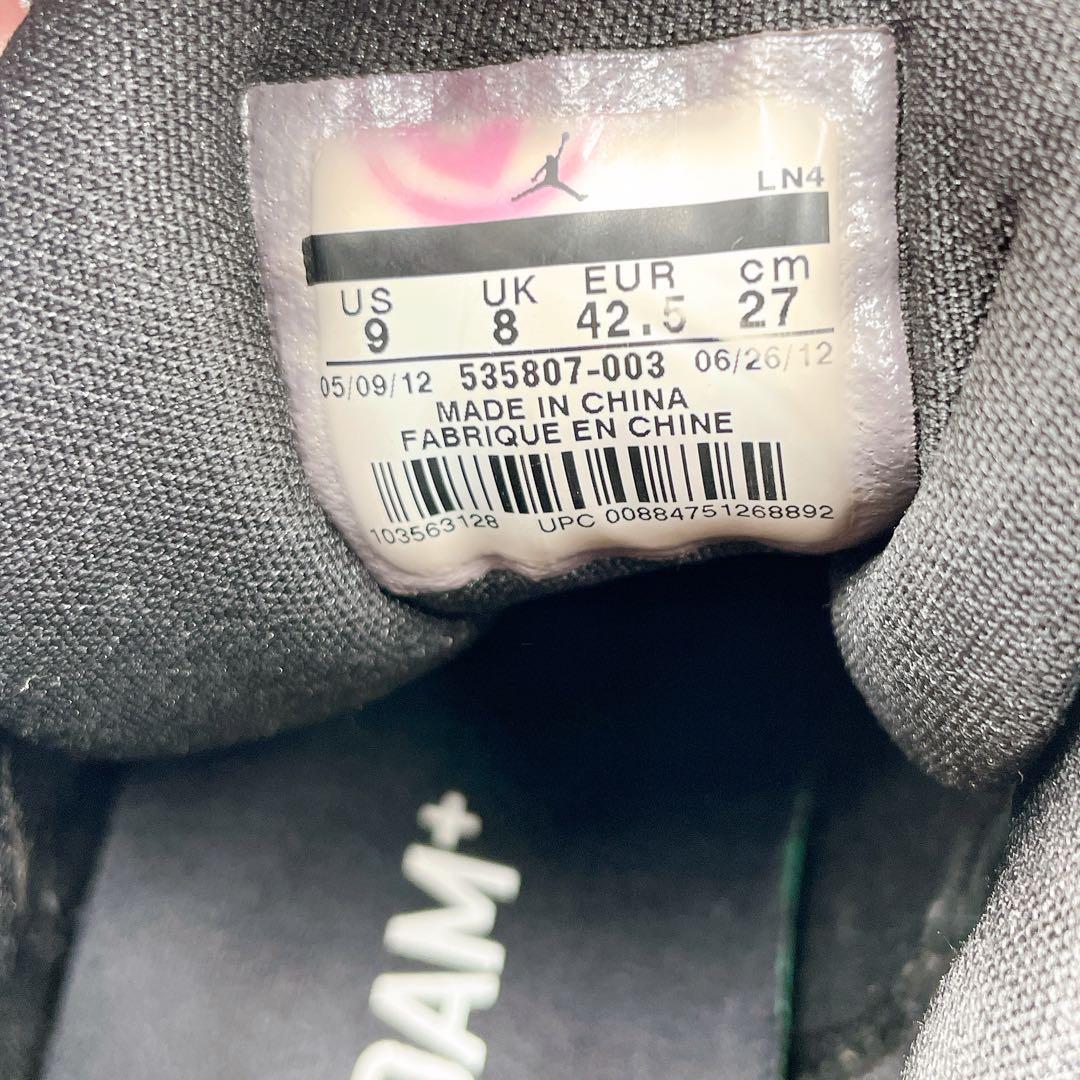 LN4
US UK EUR cm
9 8 42.5 27
05/09/12 535807-003 06/26/12
MADE IN CHINA
FABRIQUE EN CHINE
103563128 UPC 00884751268892
OAM+